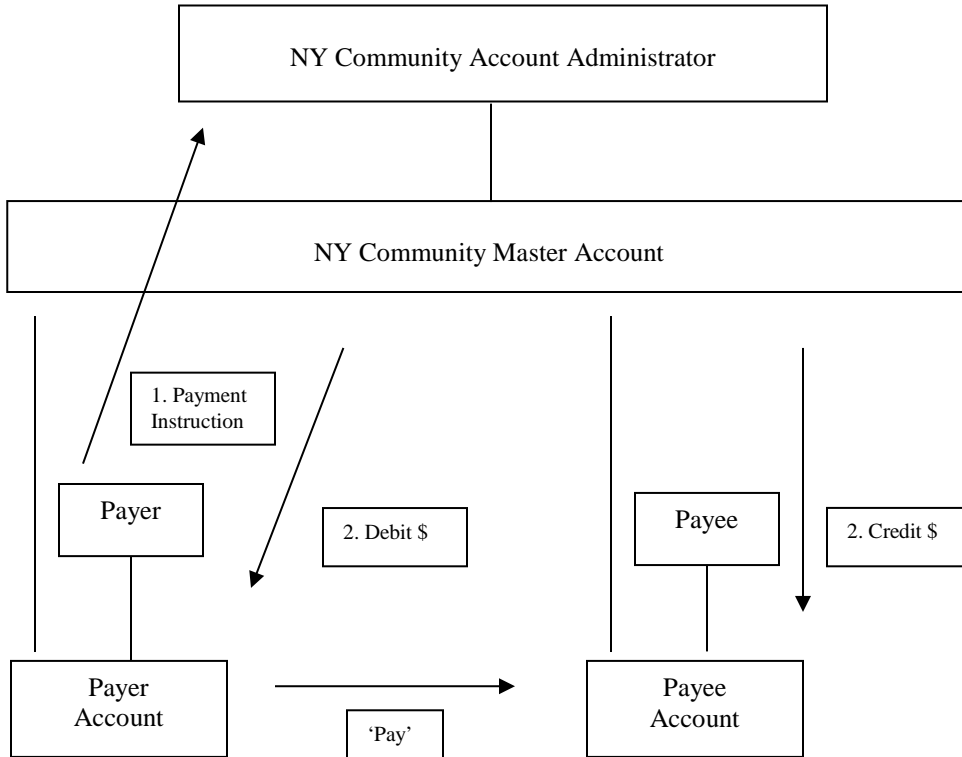 NY Community Account Administrator
NY Community Master Account
1. Payment
Instruction
Payer
2. Debit $
Payee
2. Credit $
Payer
Account
‘Pay’
Payee
Account